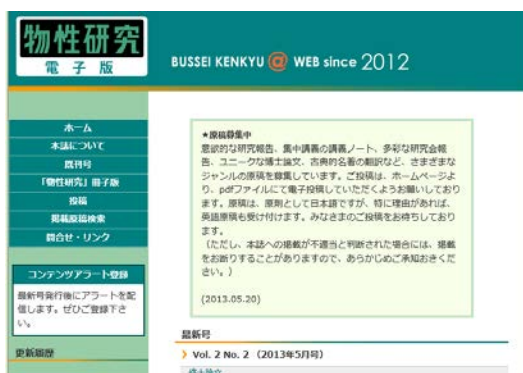 物性研究
電子版
BUSSEI KENKYU @ WEB since 2012
ホーム
本誌について
既刊号
「物性研究」冊子版
投稿
掲載原稿検索
問合せ・リンク
コンテンツアラート登録
最新号発行後にアラートを配
信します。ぜひご登録下さ
い。
更新履歴
★原稿募集中
意欲的な研究報告、集中講義の講義ノート、多彩な研究会報
告、ユニークな博士論文、古典的名著の翻訳など、さまざまな
ジャンルの原稿を募集しています。ご投稿は、ホームページよ
り、pdfファイルにて電子投稿していただくようお願いしており
ます。原稿は、原則として日本語ですが、特に理由があれば、
英語原稿も受け付けます。みなさまのご投稿をお待ちしており
ます。
（ただし、本誌への掲載が不適当と判断された場合には、掲載
をお断りすることがありますので、あらかじめご承知おきくだ
さい。）
(2013.05.20)
最新号
Vol. 2 No. 2（2013年5月号）
修士論文